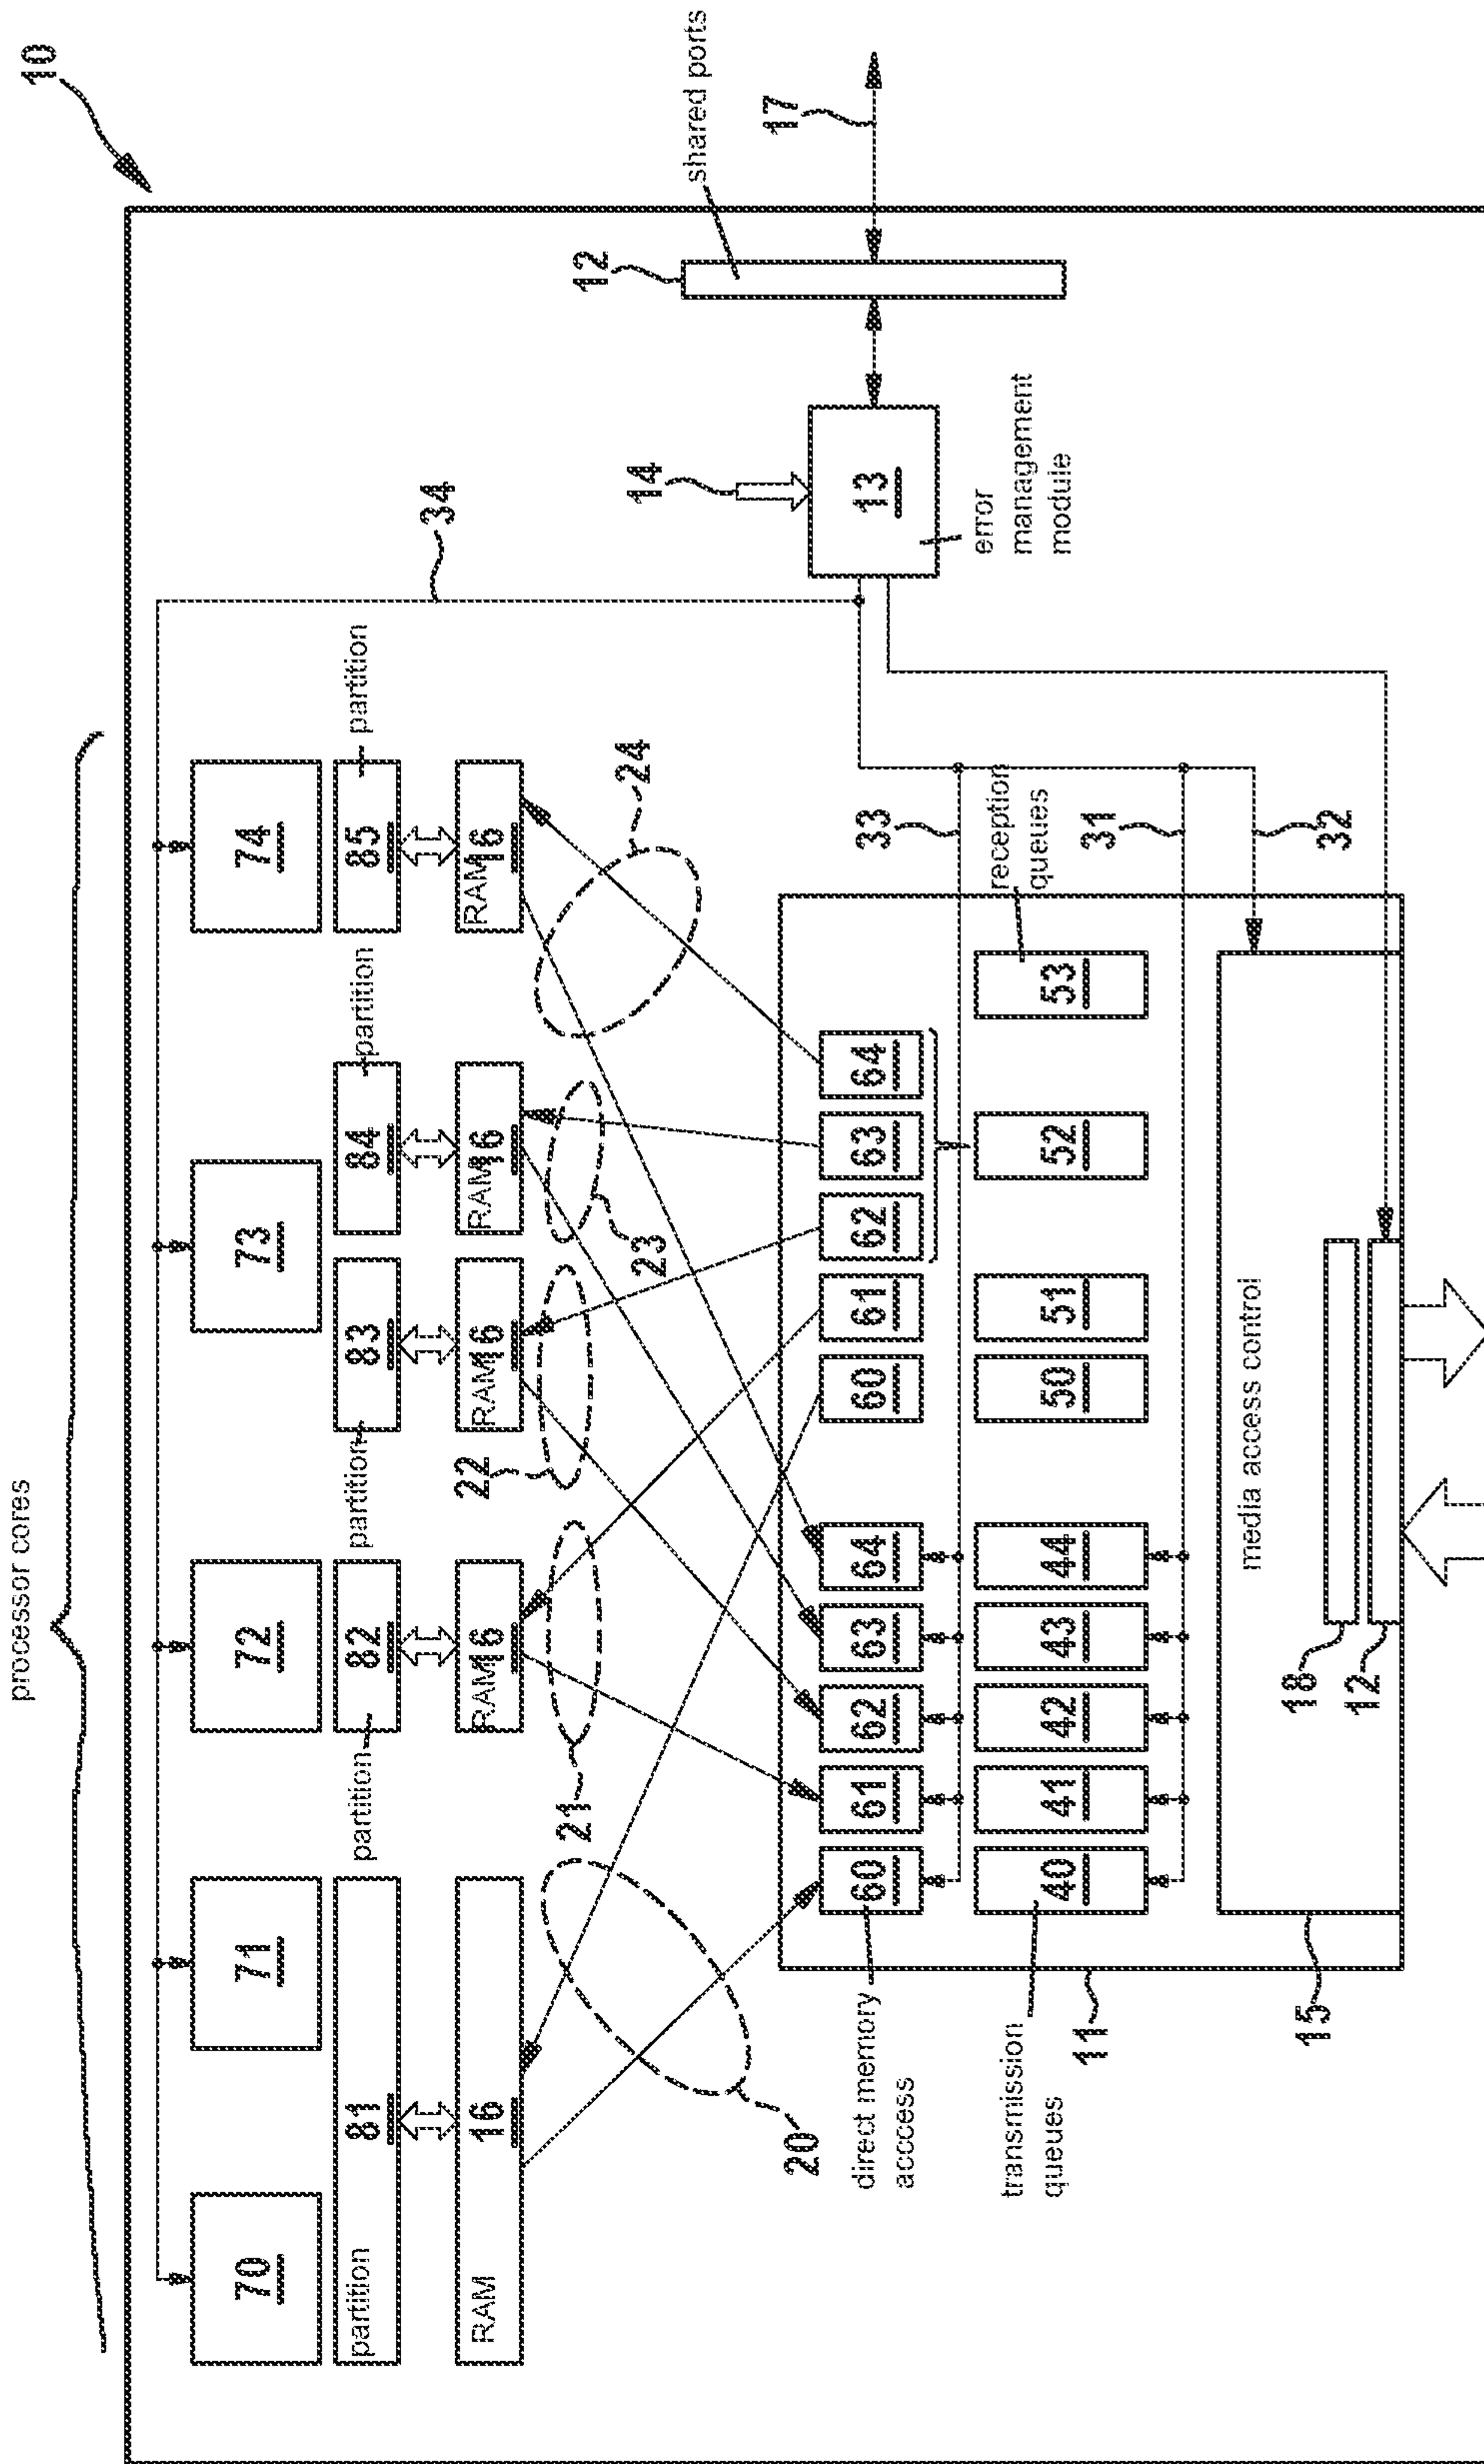 processor cores
10
70
71
72
73
74
partition
81
partition
82
partition
83
84
partition
85
partition
34
RAM
16
RAM
16
RAM
16
RAM
16
RAM
16
22
21
23
24
12
shared ports
14
17
20
13
error
management
module
direct memory
acccess
60
61
62
63
64
60
61
62
63
64
33
transmission
queues
40
41
42
43
44
50
51
52
53
reception
queues
11
31
media access control
15
18
12
32